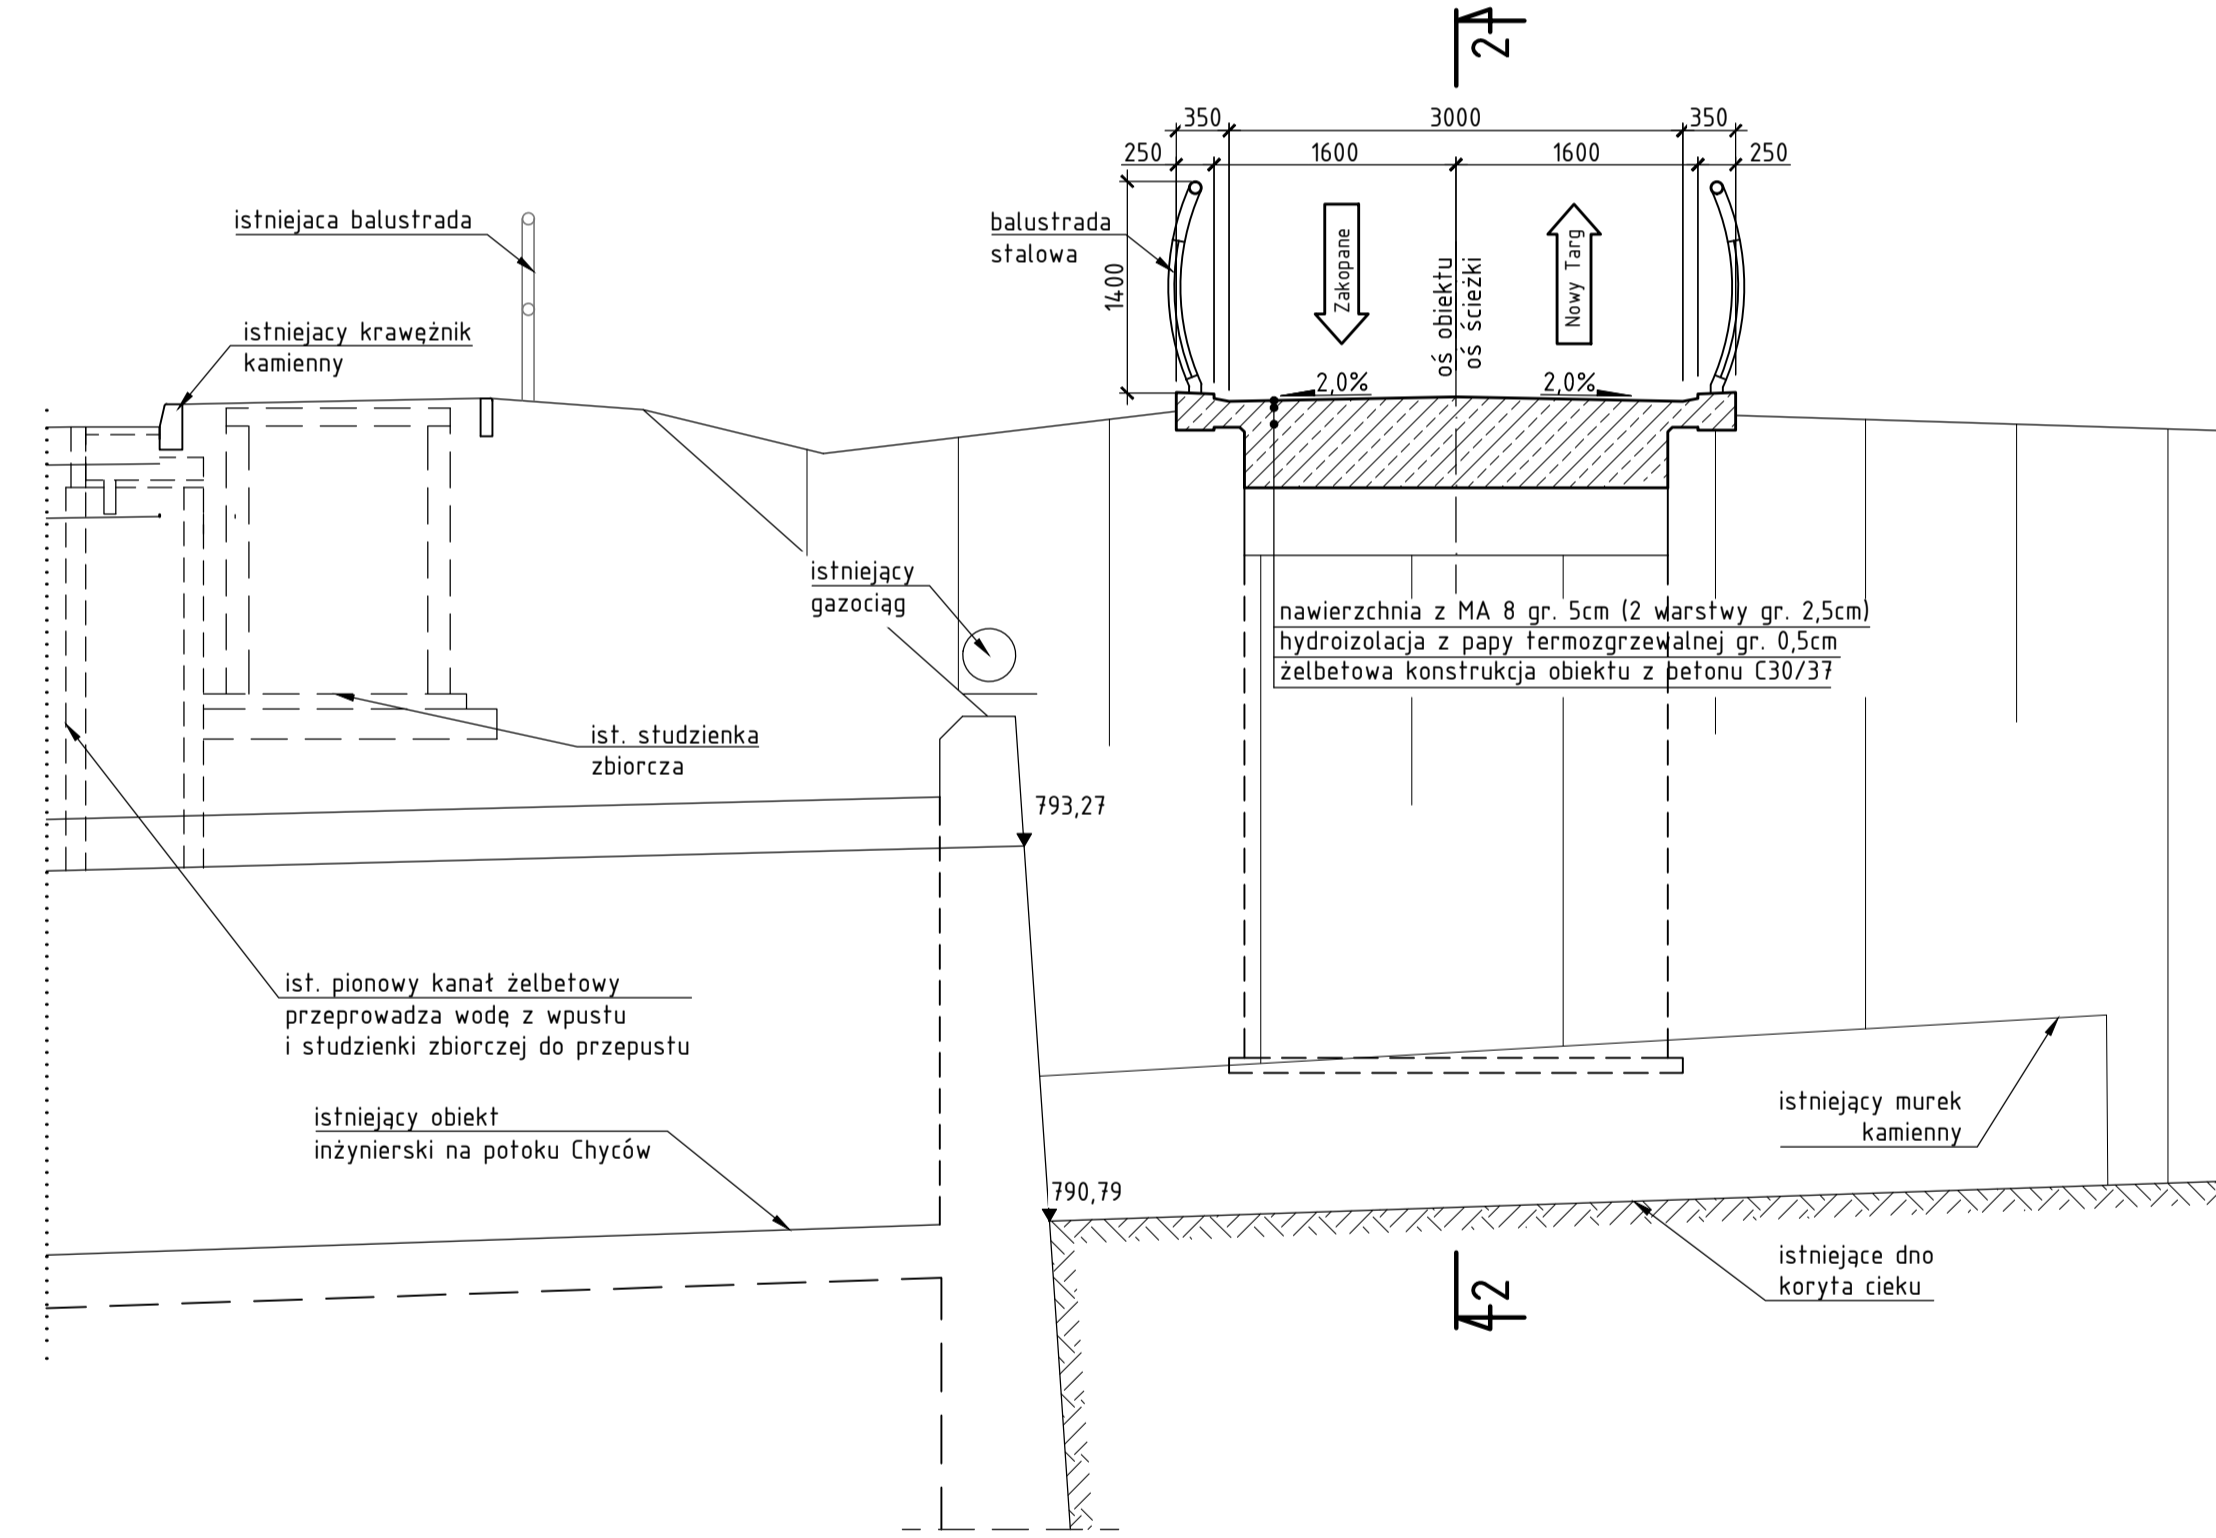 2
350
3000
350
250
1600
1600
250
istniejaca balustrada
balustrada
stalowa
1400
Zakopane
oś obiektu
oś ścieżki
Nowy Targ
istniejacy krawężnik
kamienny
2,0%
2,0%
istniejący
gazociąg
nawierzchnia z MA 8 gr. 5cm (2 warstwy gr. 2,5cm)
hydroizolacja z papy termozgrzewalnej gr. 0,5cm
żelbetowa konstrukcja obiektu z betonu C30/37
ist. studzienka
zbiorcza
793,27
ist. pionowy kanał żelbetowy
przeprowadza wodę z wpustu
i studzienki zbiorczej do przepustu
istniejący obiekt
inżynierski na potoku Chyców
istniejący murek
kamienny
790,79
istniejące dno
koryta cieku
2